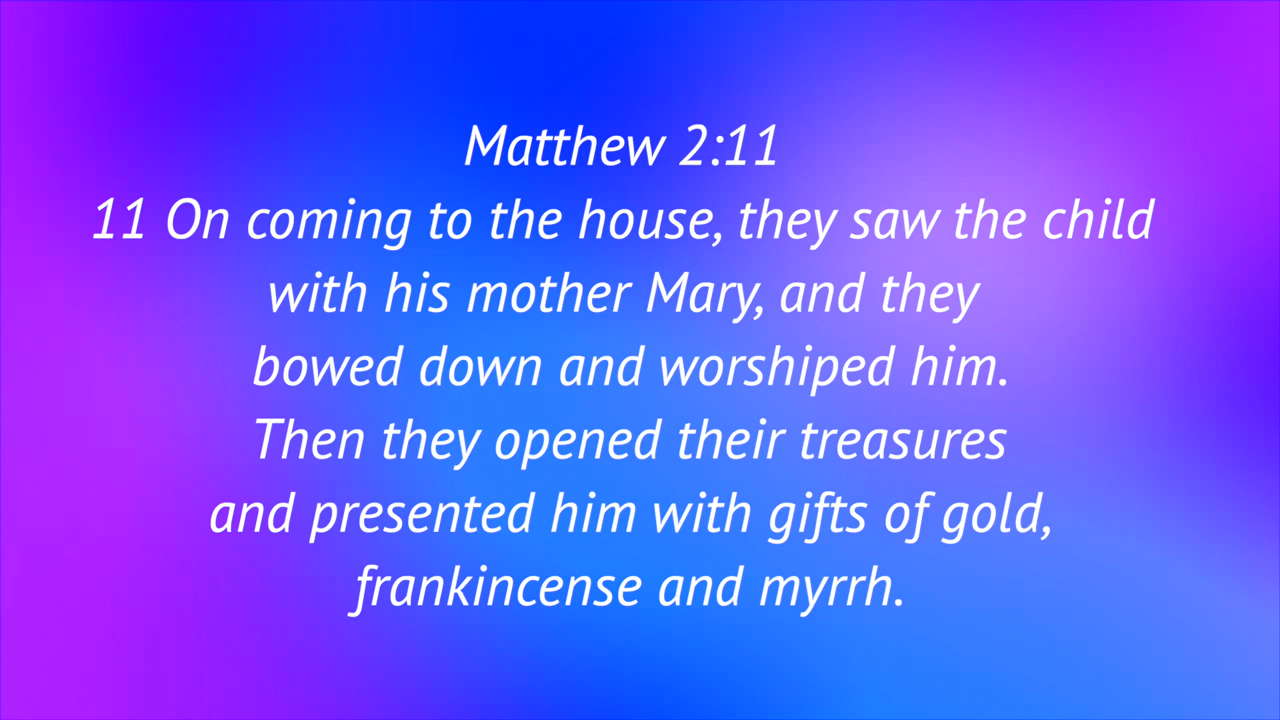 Matthew 2:11
11 On coming to the house, they saw the child
with his mother Mary, and they
bowed down and worshiped him.
Then they opened their treasures
and presented him with gifts of gold,
frankincense and myrrh.